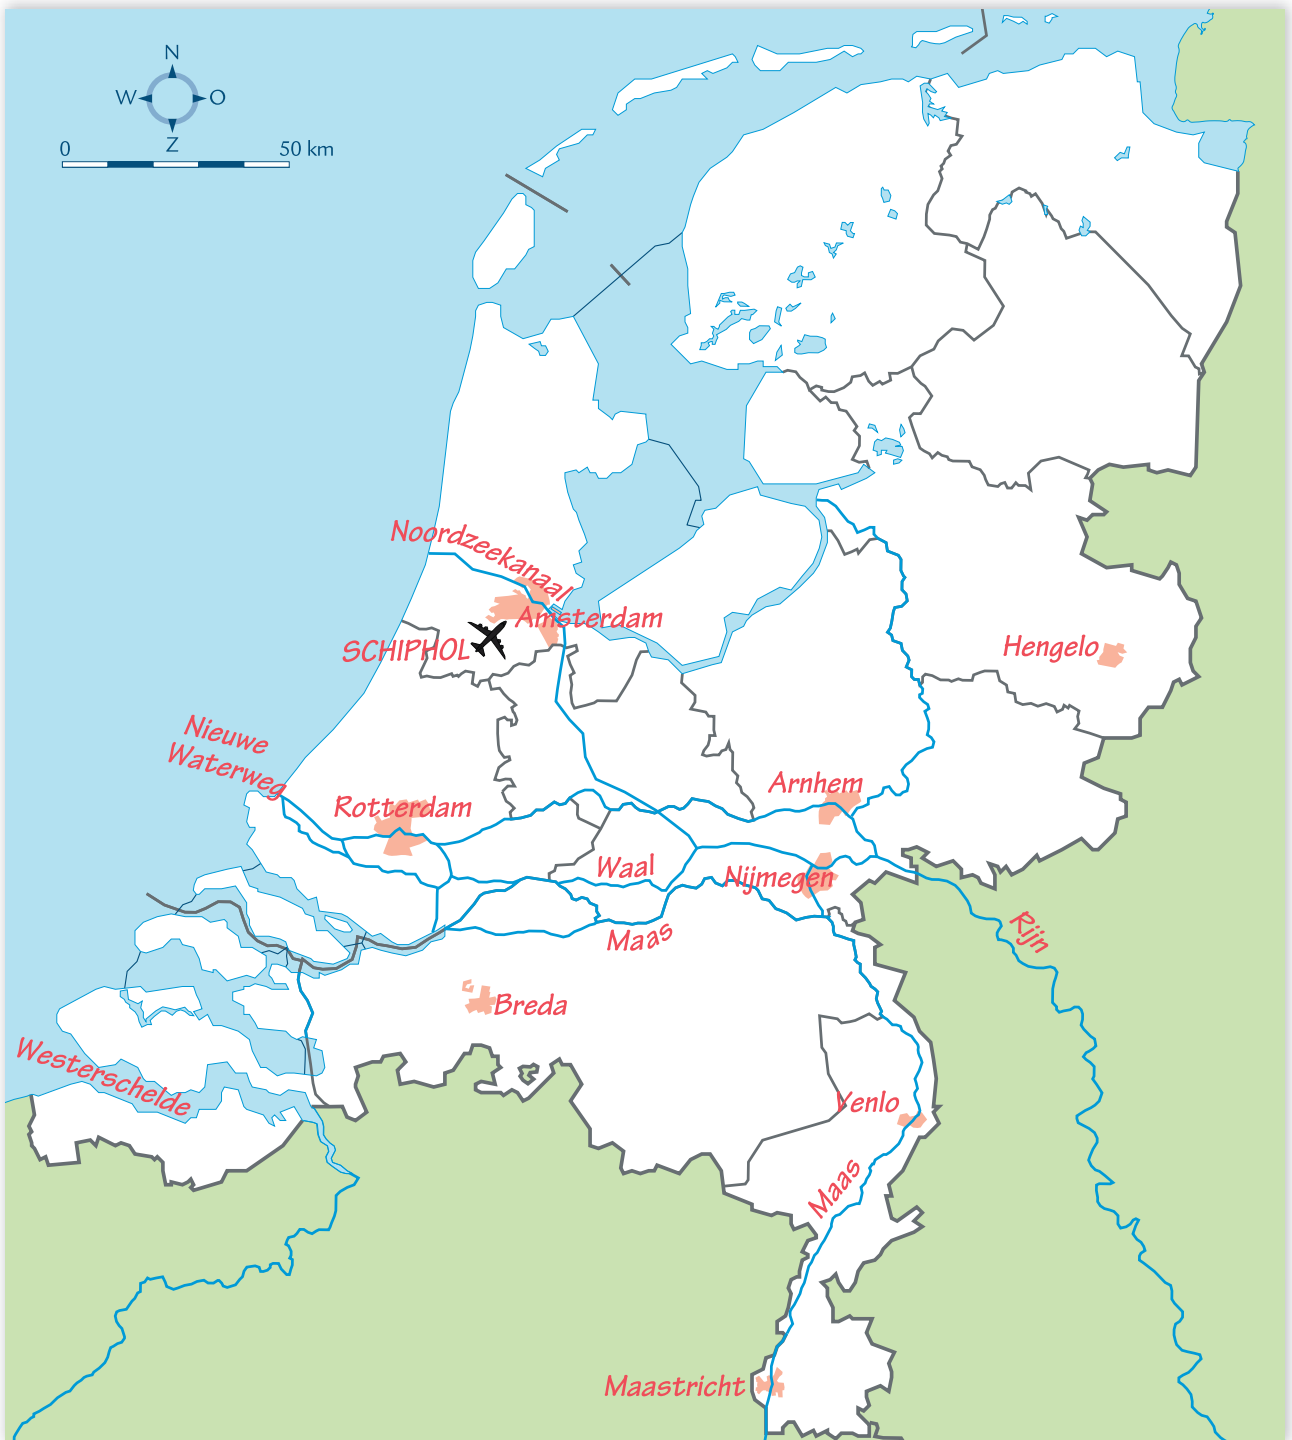 N
W O
Z
0 50 km
Noordzeekanaal
Amsterdam
SCHIPHOL
Hengelo
Nieuwe
Waterweg
Rotterdam
Arnhem
Waal
Nijmegen
Maas
Rijn
Breda
Westerschelde
Venlo
Maas
Maastricht